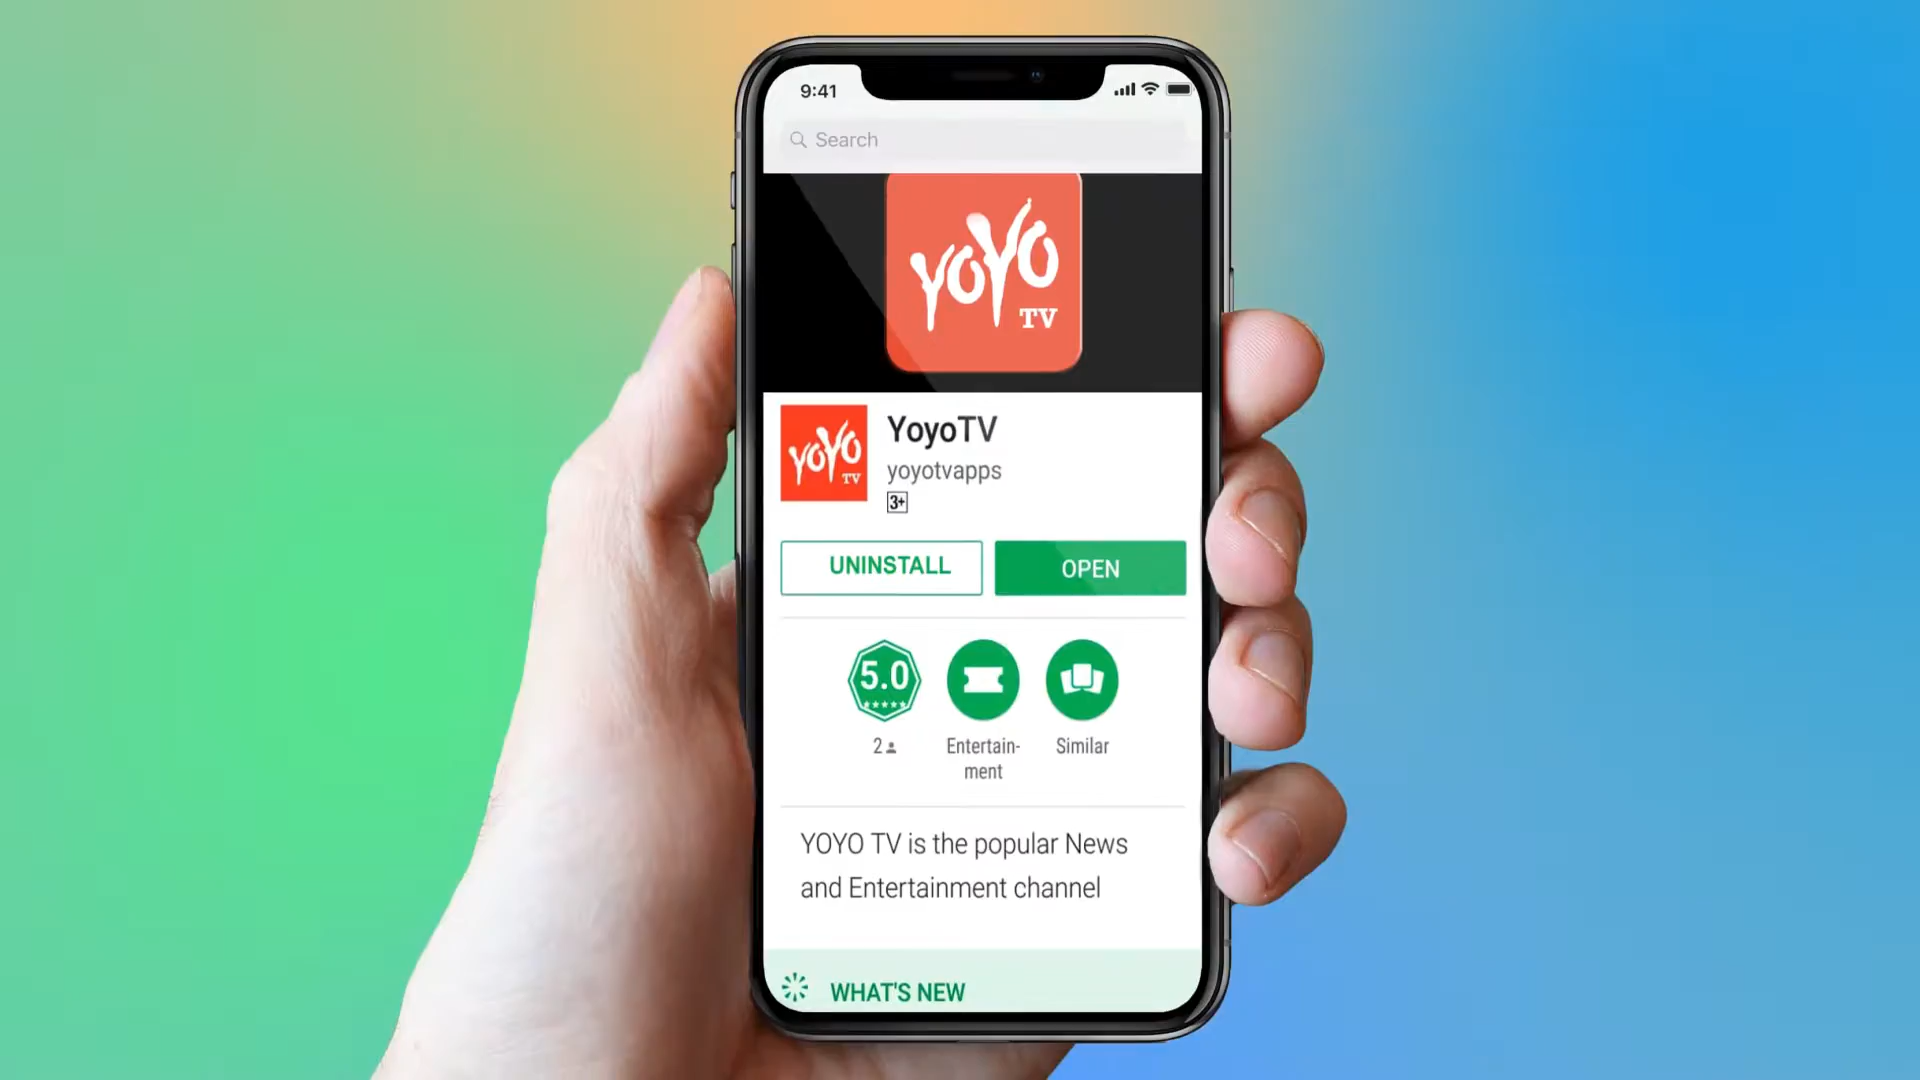 9:41
Search
YOYO
TV
YOYO
TV
YoyoTV
yoyotvapps
3+
UNINSTALL
OPEN
5.0
2
Entertain-
ment
Similar
YOYO TV is the popular News
and Entertainment channel
WHAT'S NEW